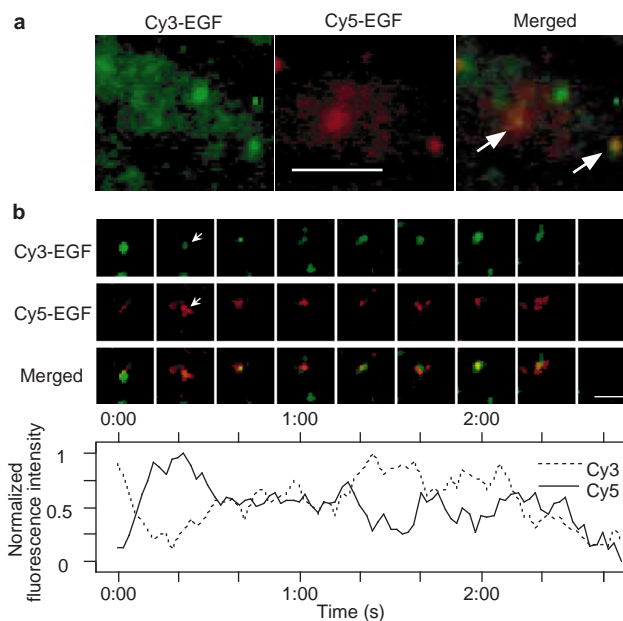 a
Cy3-EGF Cy5-EGF Merged
b
Cy3-EGF
Cy5-EGF
Merged
0:00 1:00 2:00
Normalized
fluorescence intensity
1
0.5
0
Cy3
Cy5
0:00 1:00 2:00
Time (s)